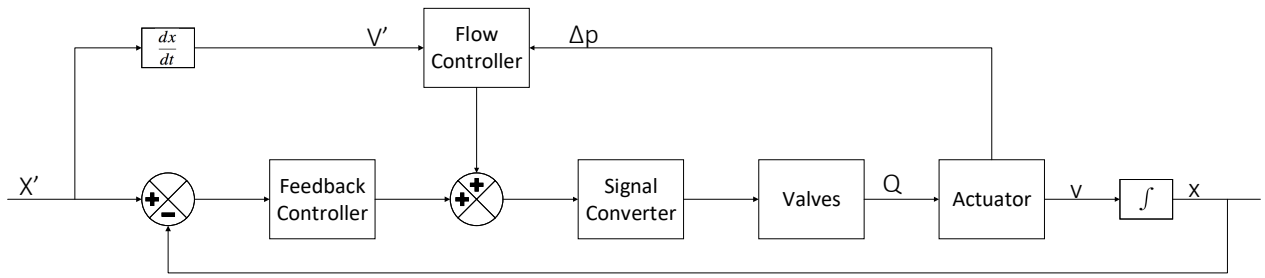 dx
dt
V’
Flow
Controller
Δp
X’
+
-
Feedback
Controller
+
+
Signal
Converter
Valves
Q
Actuator
v
∫
x